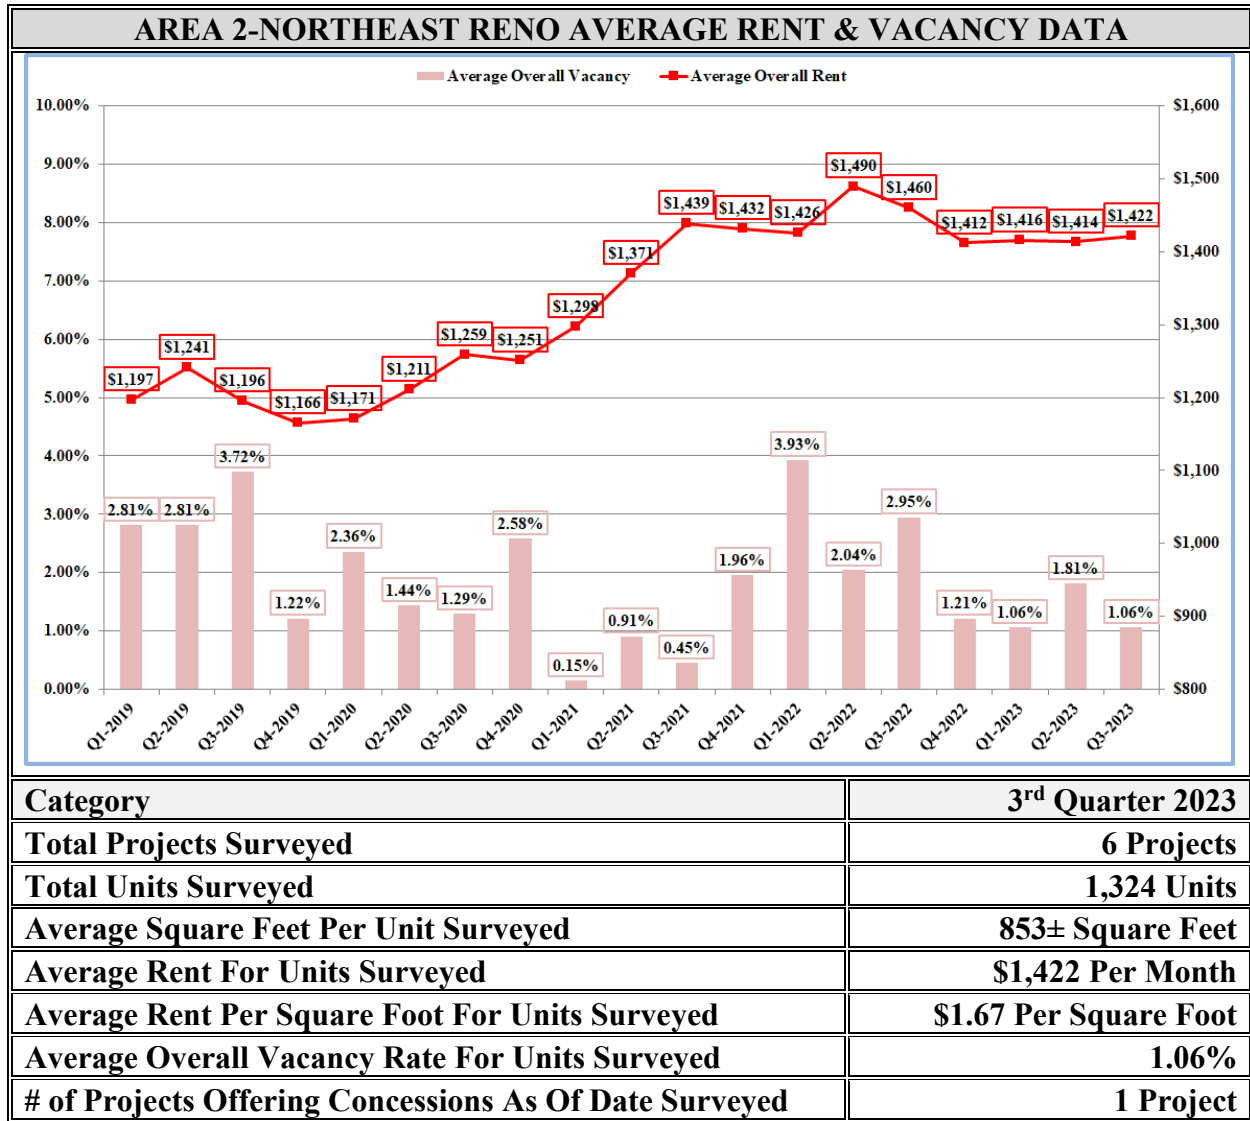 AREA 2-NORTHEAST RENO AVERAGE RENT & VACANCY DATA
Average Overall Vacancy Average Overall Rent
10.00%
9.00%
8.00%
7.00%
6.00%
5.00%
4.00%
3.00%
2.00%
1.00%
0.00%
$1,600
$1,500
$1,400
$1,300
$1,200
$1,100
$1,000
$900
$800
$1,197
$1,241
$1,196
$1,166
$1,171
$1,211
$1,259
$1,251
$1,298
$1,371
$1,439
$1,432
$1,426
$1,490
$1,460
$1,412
$1,416
$1,414
$1,422
2.81%
2.81%
3.72%
1.22%
2.36%
1.44%
1.29%
2.58%
0.15%
0.91%
0.45%
1.96%
3.93%
2.04%
2.95%
1.21%
1.06%
1.81%
1.06%
Q1-2019
Q2-2019
Q3-2019
Q4-2019
Q1-2020
Q2-2020
Q3-2020
Q4-2020
Q1-2021
Q2-2021
Q3-2021
Q4-2021
Q1-2022
Q2-2022
Q3-2022
Q4-2022
Q1-2023
Q2-2023
Q3-2023
Category 3rd Quarter 2023
Total Projects Surveyed 6 Projects
Total Units Surveyed 1,324 Units
Average Square Feet Per Unit Surveyed 853± Square Feet
Average Rent For Units Surveyed $1,422 Per Month
Average Rent Per Square Foot For Units Surveyed $1.67 Per Square Foot
Average Overall Vacancy Rate For Units Surveyed 1.06%
# of Projects Offering Concessions As Of Date Surveyed 1 Project